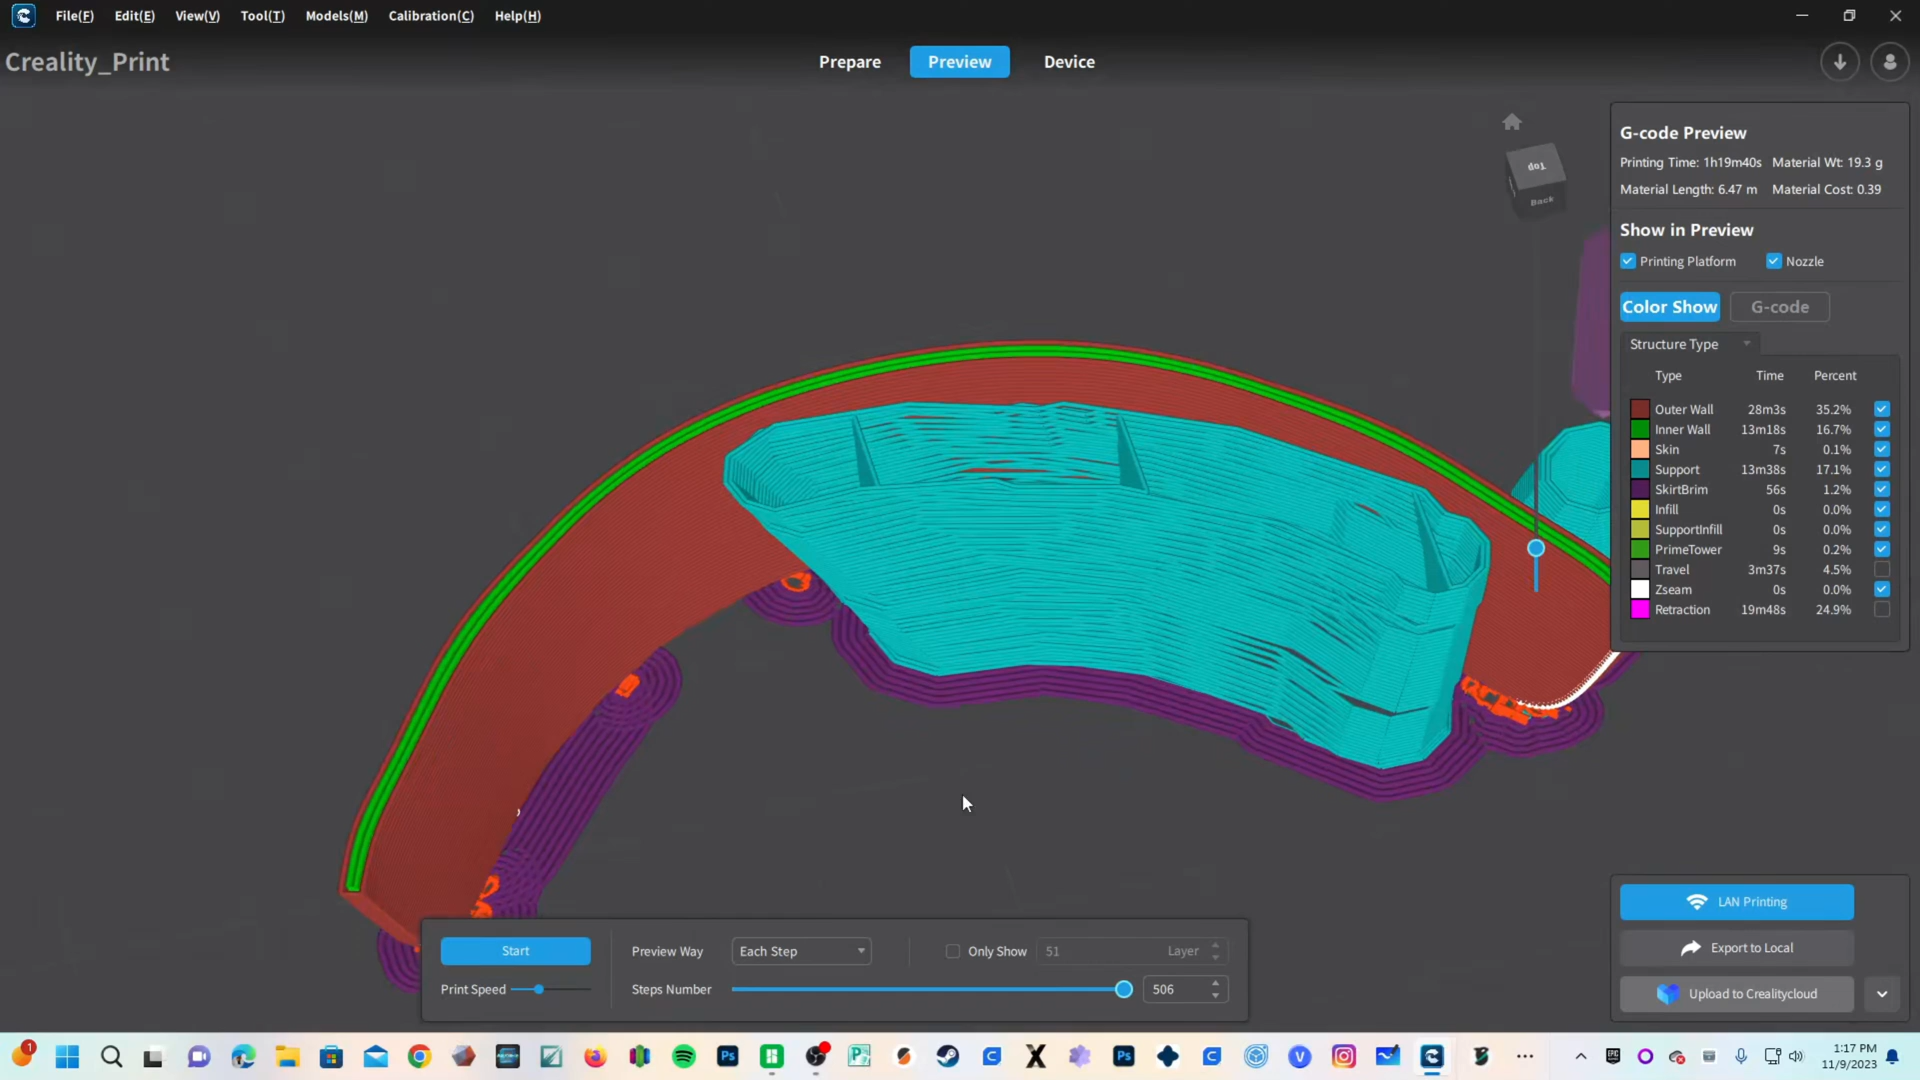 File(F) Edit(E) View(V) Tool(T) Models(M) Calibration(C) Help(H)
Creality_Print
Prepare Preview Device
Top
Back
G-code Preview
Printing Time: 1h19m40s Material Wt: 19.3 g
Material Length: 6.47 m Material Cost: 0.39
Show in Preview
Printing Platform Nozzle
Color Show G-code
Structure Type
Type Time Percent
Outer Wall 28m3s 35.2%
Inner Wall 13m18s 16.7%
Skin 7s 0.1%
Support 13m38s 17.1%
SkirtBrim 56s 1.2%
Infill 0s 0.0%
SupportInfill 0s 0.0%
PrimeTower 9s 0.2%
Travel 3m37s 4.5%
Zseam 0s 0.0%
Retraction 19m48s 24.9%
LAN Printing
Export to Local
Upload to Crealitycloud
Start Preview Way Each Step Only Show 51 Layer
Print Speed Steps Number 506
1
Ps
Ps
1:17 PM
11/9/2023